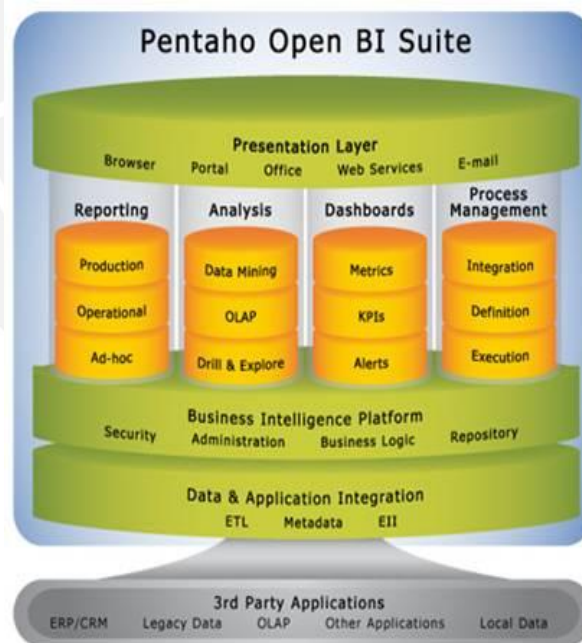 Pentaho Open BI Suite
Presentation Layer
Browser Portal Office Web Services E-mail
Reporting Analysis Dashboards Process Management
Production Data Mining Metrics Integration
Operational OLAP KPIs Definition
Ad-hoc Drill & Explore Alerts Execution
Business Intelligence Platform
Security Administration Business Logic Repository
Data & Application Integration
ETL Metadata EII
3rd Party Applications
ERP/CRM Legacy Data OLAP Other Applications Local Data